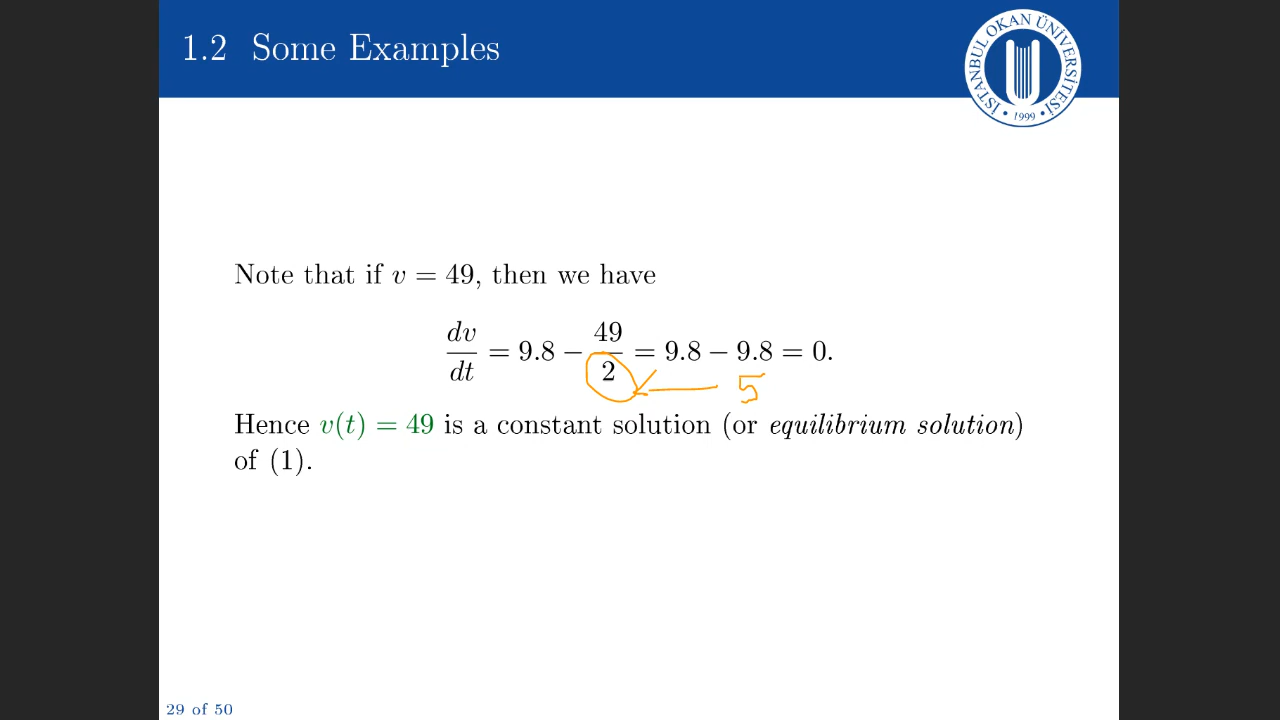 1.2 Some Examples
İSTANBUL OKAN ÜNİVERSİTESİ
• 1999 •
Note that if v = 49, then we have
dv/dt = 9.8 − 49/2 = 9.8 − 9.8 = 0.
5
Hence v(t) = 49 is a constant solution (or equilibrium solution)
of (1).
29 of 50